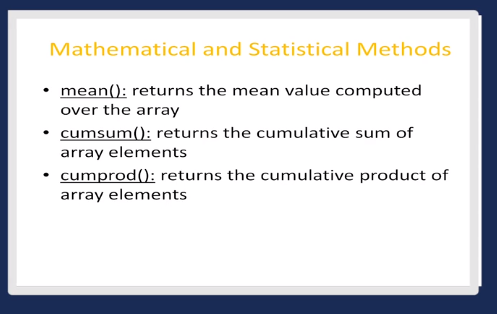 Mathematical and Statistical Methods
• mean(): returns the mean value computed
over the array
• cumsum(): returns the cumulative sum of
array elements
• cumprod(): returns the cumulative product of
array elements